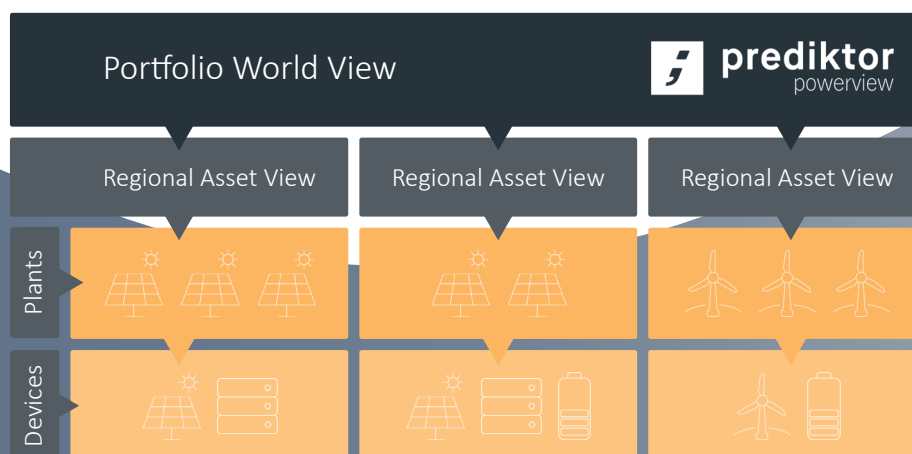 Portfolio World View
prediktor
powerview
Regional Asset View
Regional Asset View
Regional Asset View
Plants
Devices